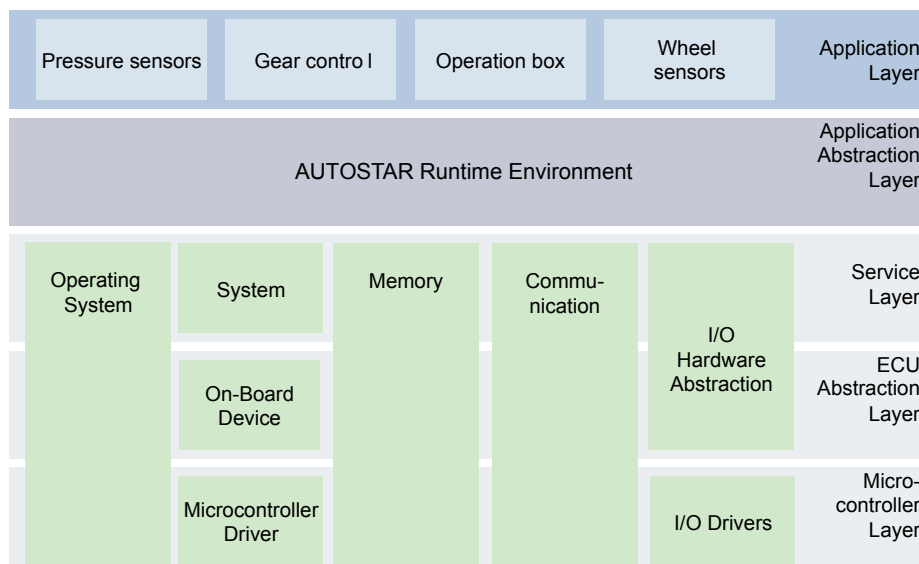 Pressure sensors
Gear contro l
Operation box
Wheel
sensors
Application
Layer
AUTOSTAR Runtime Environment
Application
Abstraction
Layer
Operating
System
System
Memory
Commu-
nication
I/O
Hardware
Abstraction
Service
Layer
On-Board
Device
ECU
Abstraction
Layer
Microcontroller
Driver
I/O Drivers
Micro-
controller
Layer